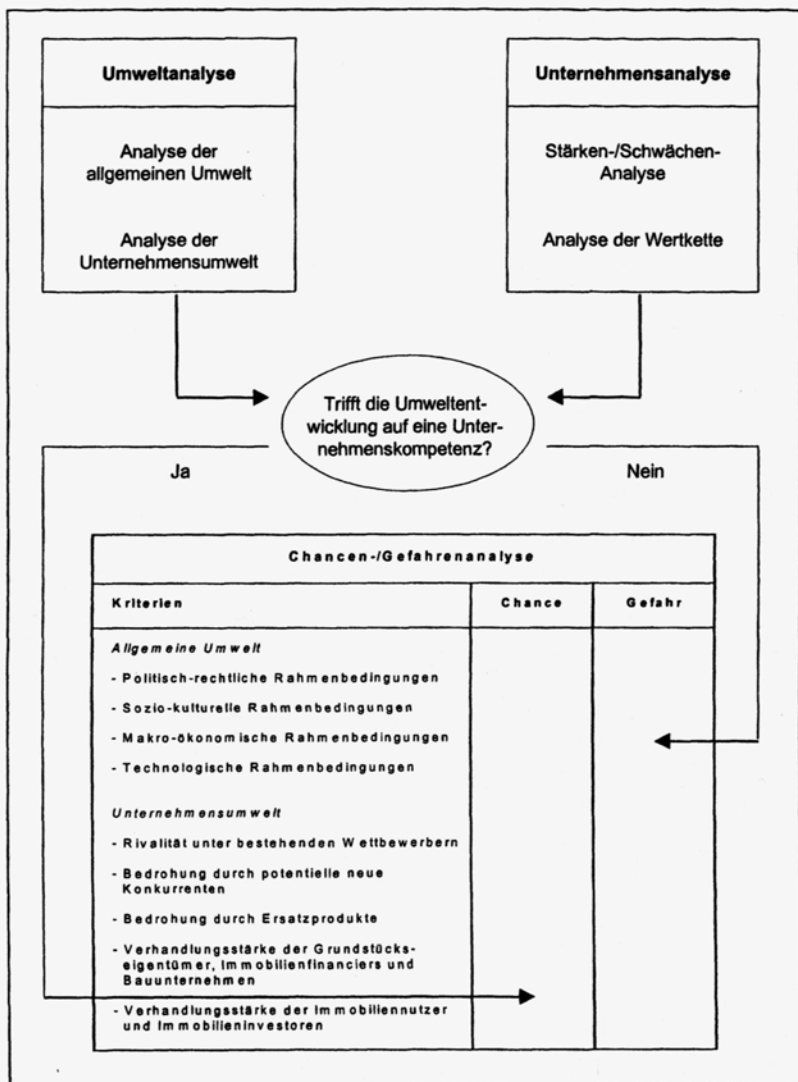 Umweltanalyse
Analyse der
allgemeinen Umwelt
Analyse der
Unternehmensumwelt
Unternehmensanalyse
Stärken-/Schwächen-
Analyse
Analyse der Wertkette
Trifft die Umweltent-
wicklung auf eine Unter-
nehmenskompetenz?
Ja
Nein
Chancen-/Gefahrenanalyse
Kriterien
Chance
Gefahr
Allgemeine Umwelt
- Politisch-rechtliche Rahmenbedingungen
- Sozio-kulturelle Rahmenbedingungen
- Makro-ökonomische Rahmenbedingungen
- Technologische Rahmenbedingungen
Unternehmensumwelt
- Rivalität unter bestehenden Wettbewerbern
- Bedrohung durch potentielle neue
Konkurrenten
- Bedrohung durch Ersatzprodukte
- Verhandlungsstärke der Grundstücks-
eigentümer, Immobilienfinanciers und
Bauunternehmen
- Verhandlungsstärke der Immobiliennutzer
und Immobilieninvestoren